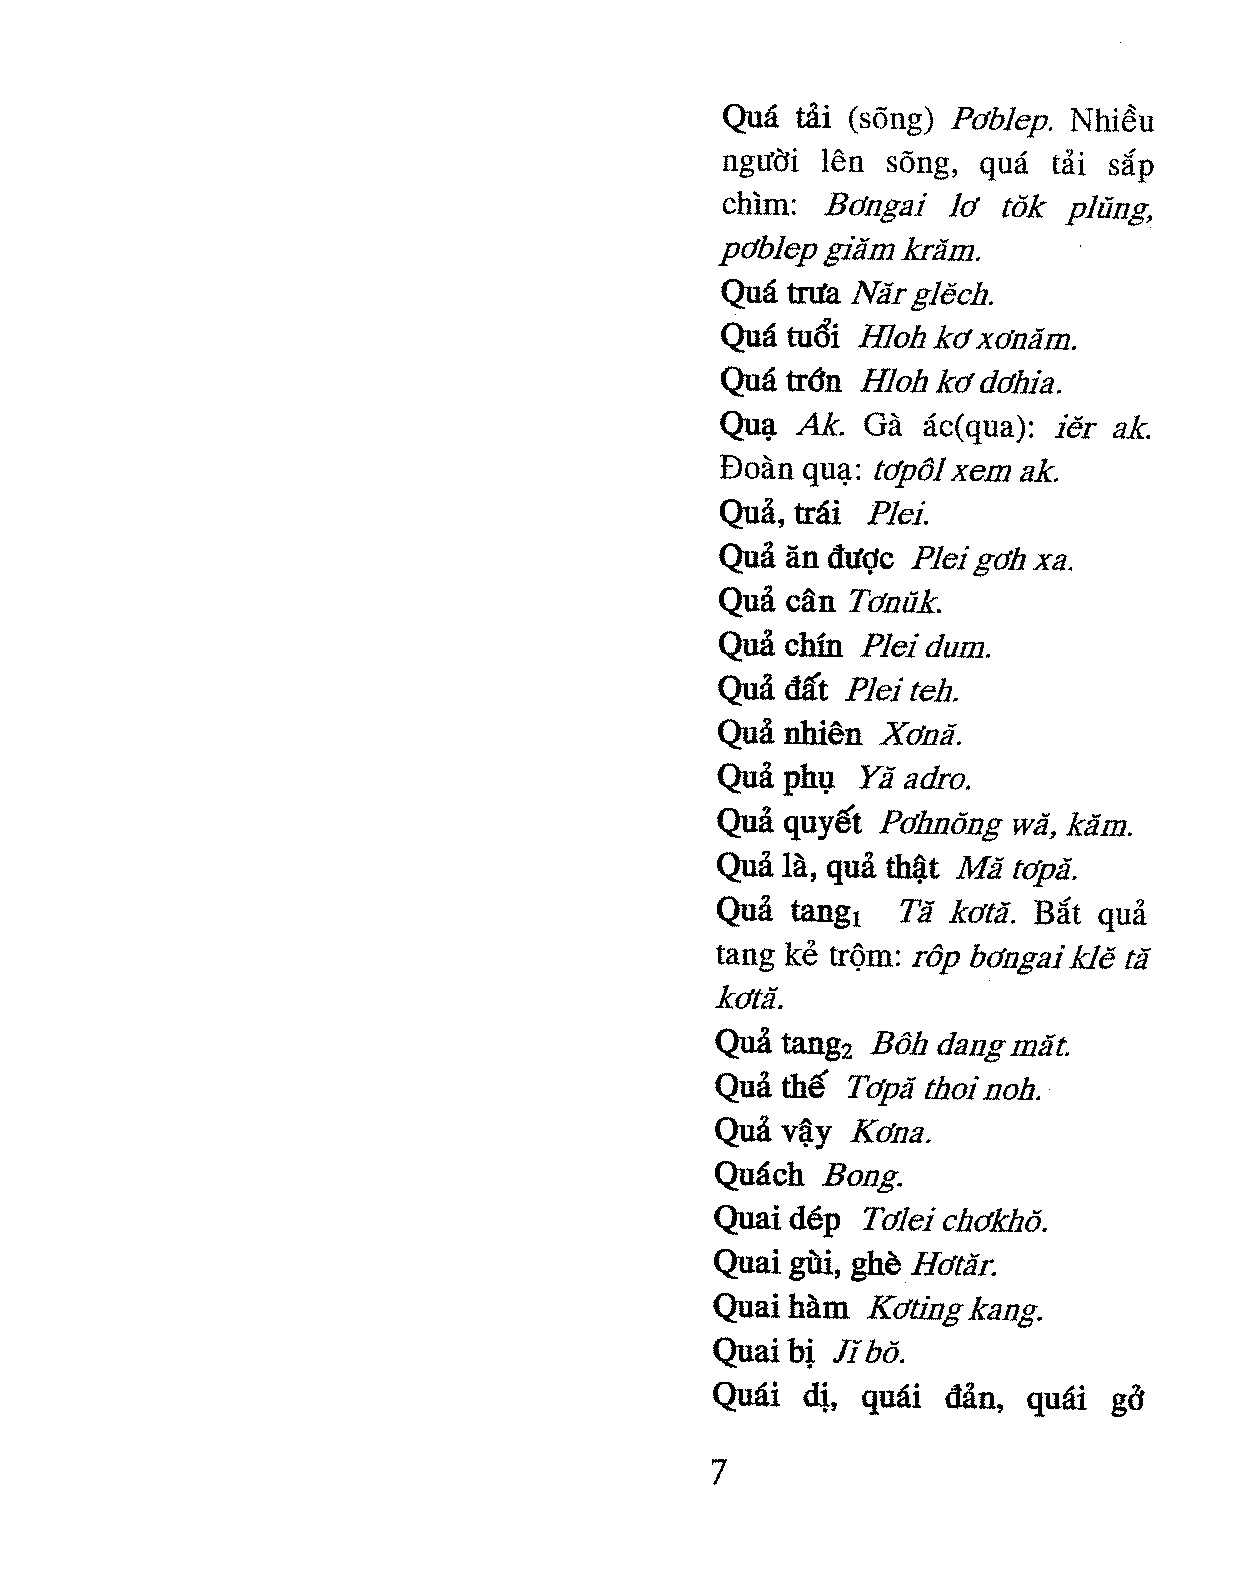 Quá tải (sõng) Pơblep. Nhiều
người lên sõng, quá tải sắp
chìm: Bơngai lơ tŏk plŭng,
pơblep giăm krăm.
Quá trưa Năr glĕch.
Quá tuổi Hloh kơ xơnăm.
Quá trớn Hloh kơ dơhia.
Quạ Ak. Gà ác(qua): iĕr ak.
Đoàn quạ: tơpôl xem ak.
Quả, trái Plei.
Quả ăn được Plei gơh xa.
Quả cân Tơnŭk.
Quả chín Plei dum.
Quả đất Plei teh.
Quả nhiên Xơnă.
Quả phụ Yă adro.
Quả quyết Pơhnŏng wă, kăm.
Quả là, quả thật Mă tơpă.
Quả tang₁ Tă kơtă. Bắt quả
tang kẻ trộm: rôp bơngai klĕ tă
kơtă.
Quả tang₂ Bôh dang măt.
Quả thế Tơpă thoi noh.
Quả vậy Kơna.
Quách Bong.
Quai dép Tơlei chơkhŏ.
Quai gùi, ghè Hơtăr.
Quai hàm Kơting kang.
Quai bị Jĭ bŏ.
Quái dị, quái đản, quái gở
7